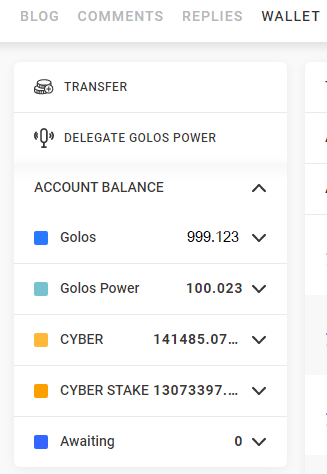 BLOG COMMENTS REPLIES WALLET
TRANSFER
DELEGATE GOLOS POWER
ACCOUNT BALANCE
Golos 999.123
Golos Power 100.023
CYBER 141485.07...
CYBER STAKE 13073397....
Awaiting 0